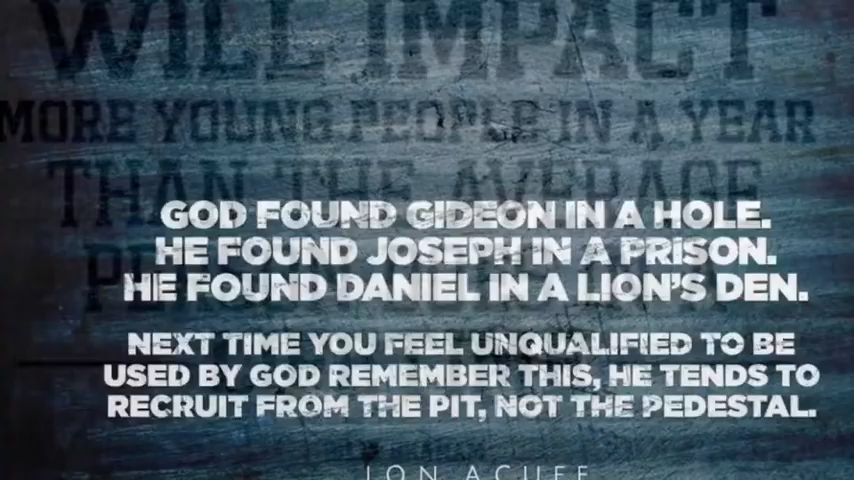 WILL IMPACT
MORE YOUNG PEOPLE IN A YEAR
THAN THE AVERAGE
GOD FOUND GIDEON IN A HOLE.
HE FOUND JOSEPH IN A PRISON.
HE FOUND DANIEL IN A LION'S DEN.
NEXT TIME YOU FEEL UNQUALIFIED TO BE
USED BY GOD REMEMBER THIS, HE TENDS TO
RECRUIT FROM THE PIT, NOT THE PEDESTAL.
JON ACUFF